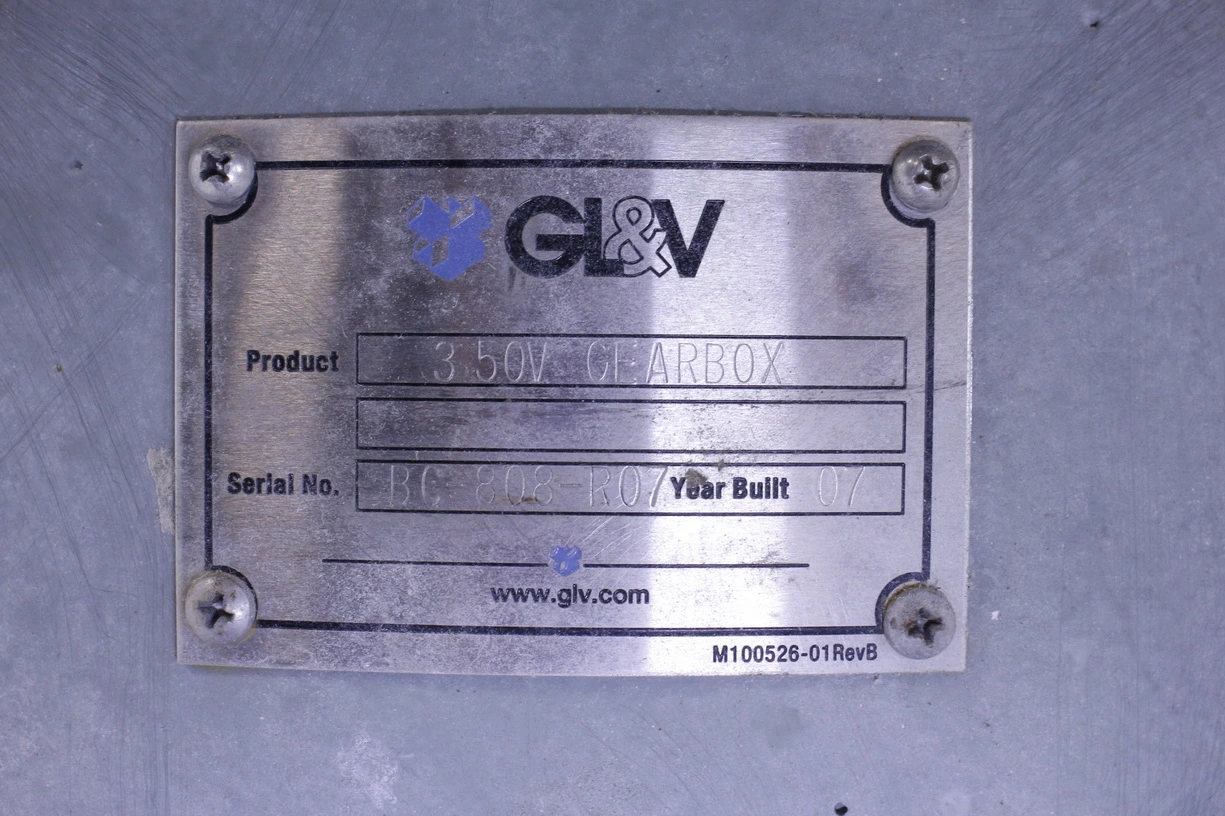 GL&V
Product 350V GEARBOX
Serial No. BC 808-R07 Year Built 07
www.glv.com
M100526-01RevB